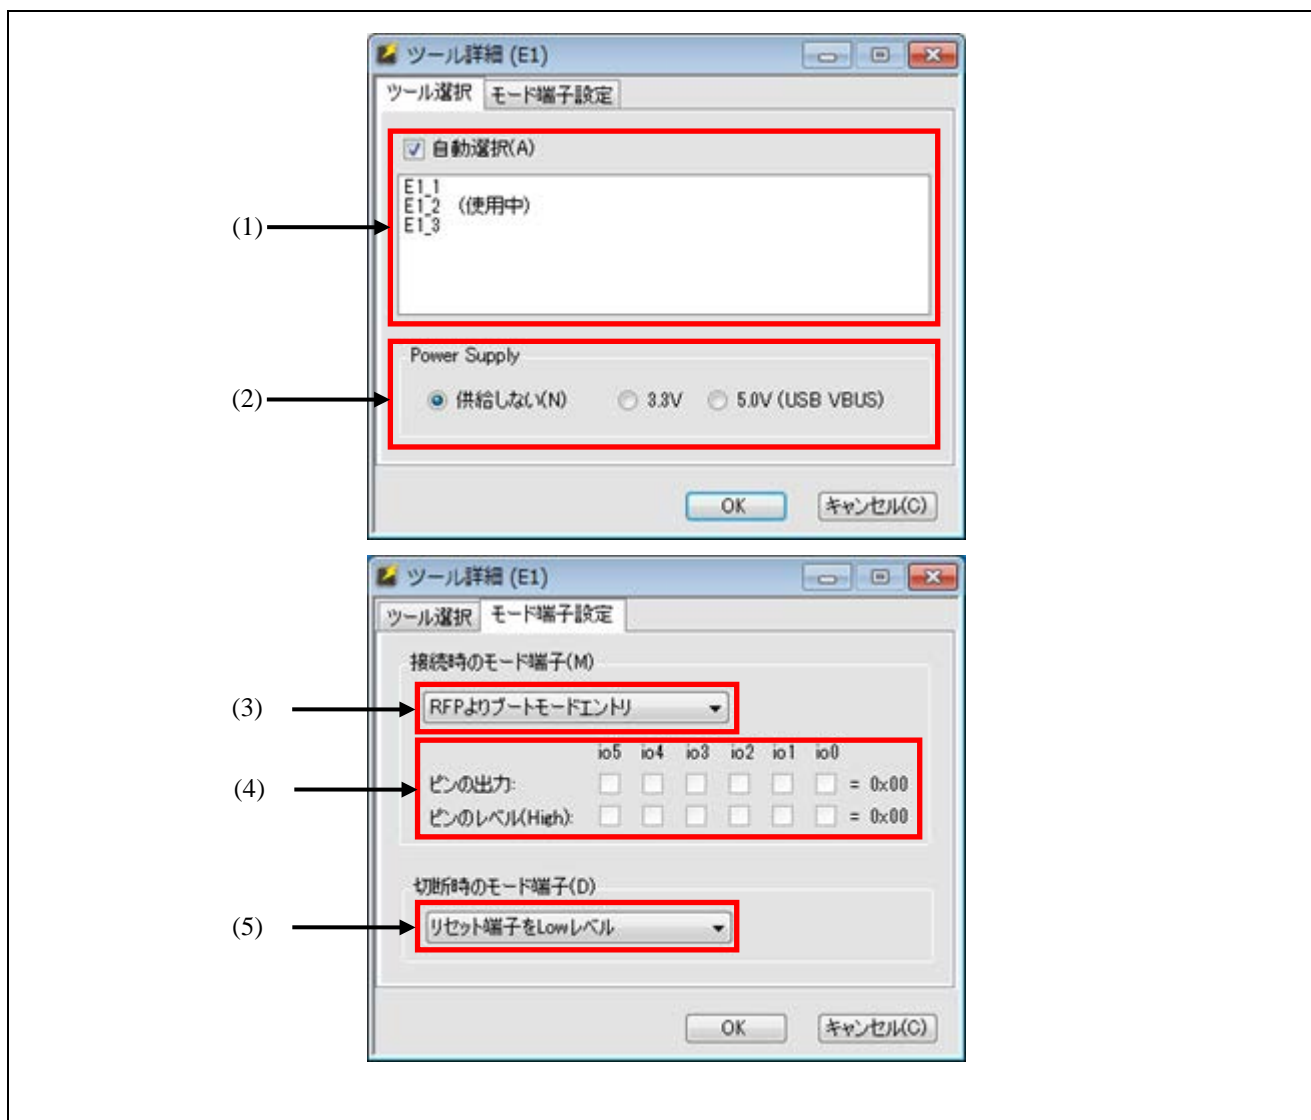 ツール詳細 (E1)
ツール選択 モード端子設定
自動選択(A)
E1_1
E1_2 (使用中)
E1_3
(1)
Power Supply
(2)
供給しない(N) 3.3V 5.0V (USB VBUS)
OK キャンセル(C)
ツール詳細 (E1)
ツール選択 モード端子設定
接続時のモード端子(M)
(3)
RFPよりブートモードエントリ
io5 io4 io3 io2 io1 io0
(4)
ピンの出力: = 0x00
ピンのレベル(High): = 0x00
切断時のモード端子(D)
(5)
リセット端子をLowレベル
OK キャンセル(C)